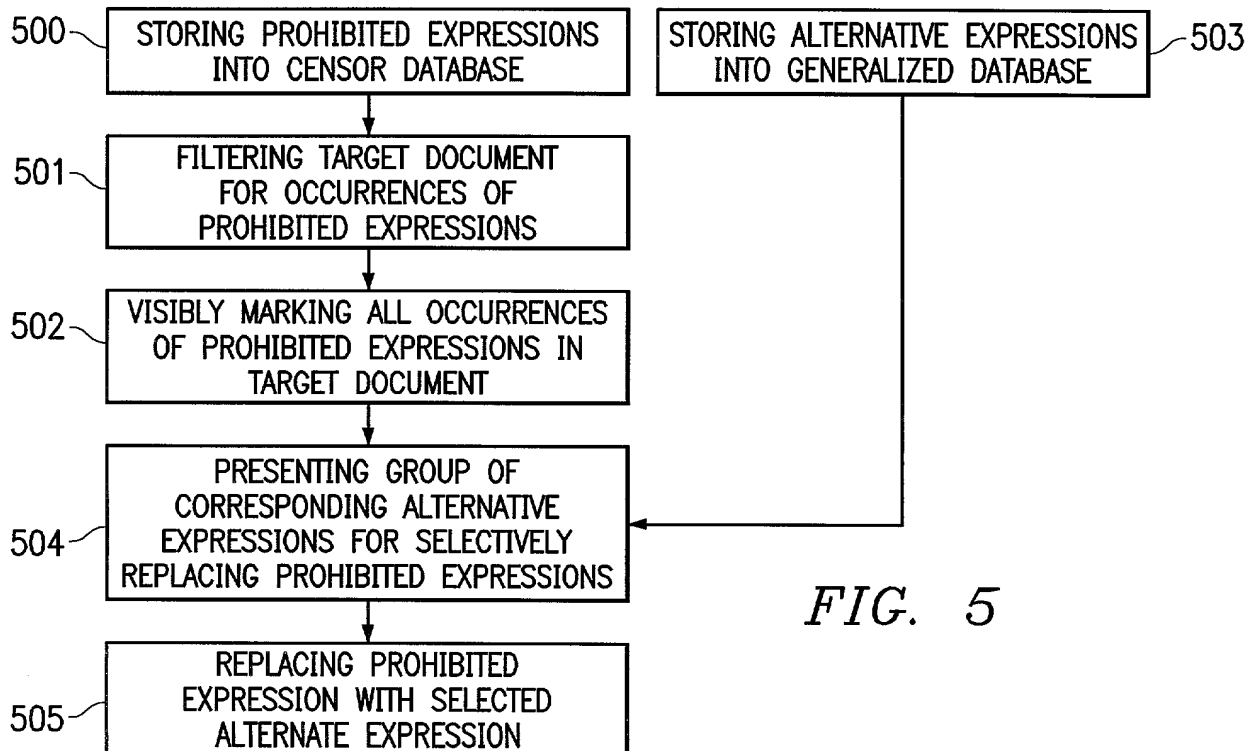 500
STORING PROHIBITED EXPRESSIONS
INTO CENSOR DATABASE
STORING ALTERNATIVE EXPRESSIONS
INTO GENERALIZED DATABASE
503
501
FILTERING TARGET DOCUMENT
FOR OCCURRENCES OF
PROHIBITED EXPRESSIONS
502
VISIBLY MARKING ALL OCCURRENCES
OF PROHIBITED EXPRESSIONS IN
TARGET DOCUMENT
504
PRESENTING GROUP OF
CORRESPONDING ALTERNATIVE
EXPRESSIONS FOR SELECTIVELY
REPLACING PROHIBITED EXPRESSIONS
FIG. 5
505
REPLACING PROHIBITED
EXPRESSION WITH SELECTED
ALTERNATE EXPRESSION